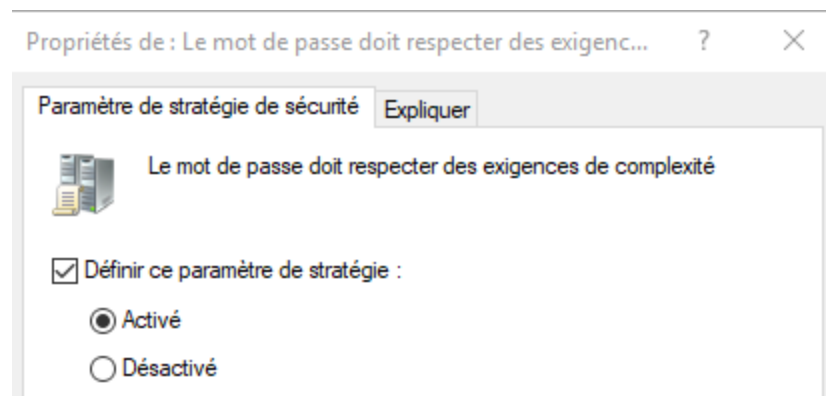 Propriétés de : Le mot de passe doit respecter des exigenc... ?
Paramètre de stratégie de sécurité Expliquer
Le mot de passe doit respecter des exigences de complexité
Définir ce paramètre de stratégie :
Activé
Désactivé